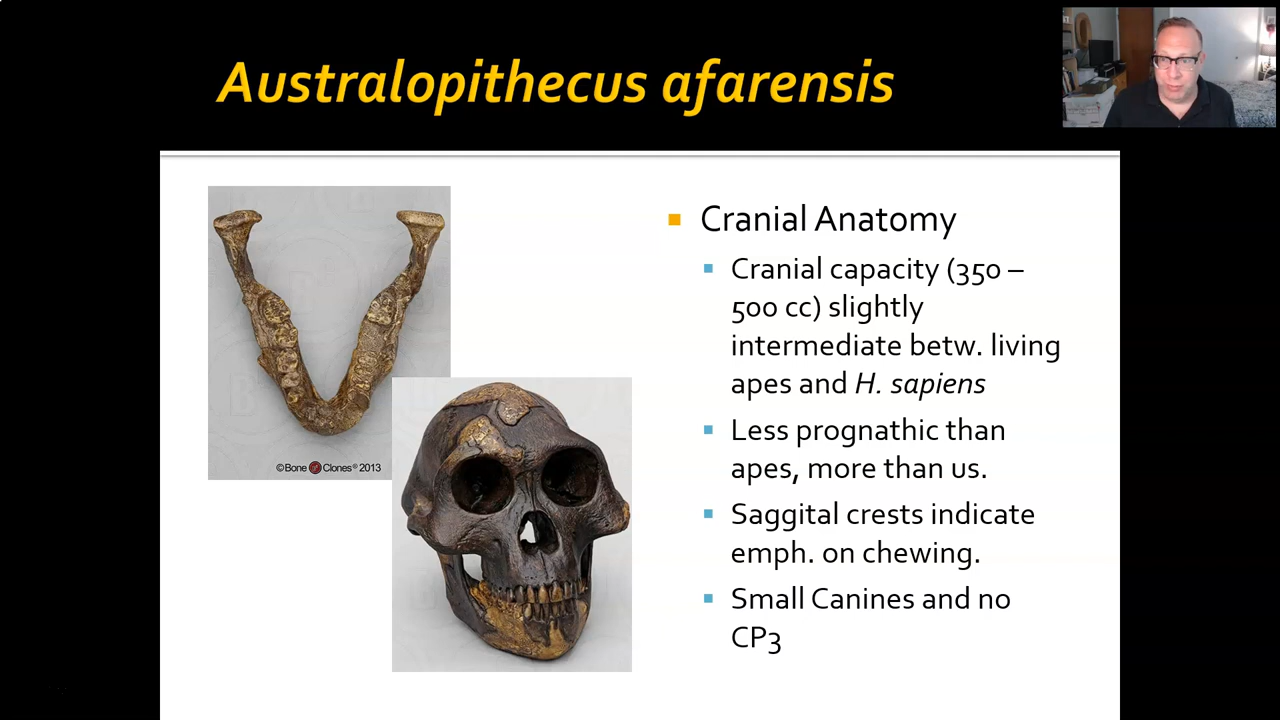 Australopithecus afarensis
Cranial Anatomy
Cranial capacity (350 –
500 cc) slightly
intermediate betw. living
apes and H. sapiens
Less prognathic than
apes, more than us.
Saggital crests indicate
emph. on chewing.
Small Canines and no
CP3
©Bone Clones® 2013